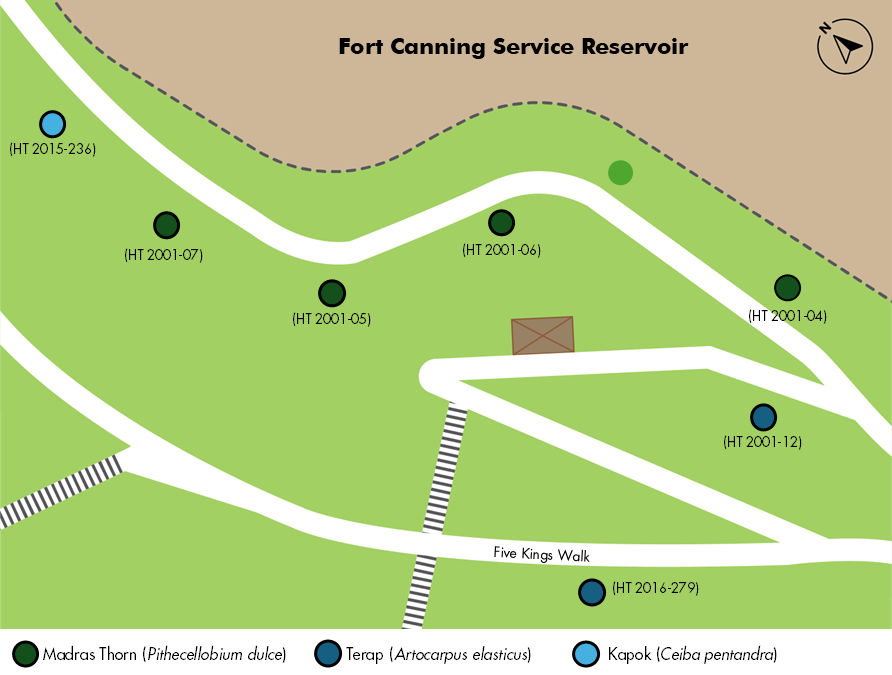 Fort Canning Service Reservoir
N
(HT 2015-236)
(HT 2001-07)
(HT 2001-06)
(HT 2001-05)
(HT 2001-04)
(HT 2001-12)
Five Kings Walk
(HT 2016-279)
Madras Thorn (Pithecellobium dulce)
Terap (Artocarpus elasticus)
Kapok (Ceiba pentandra)